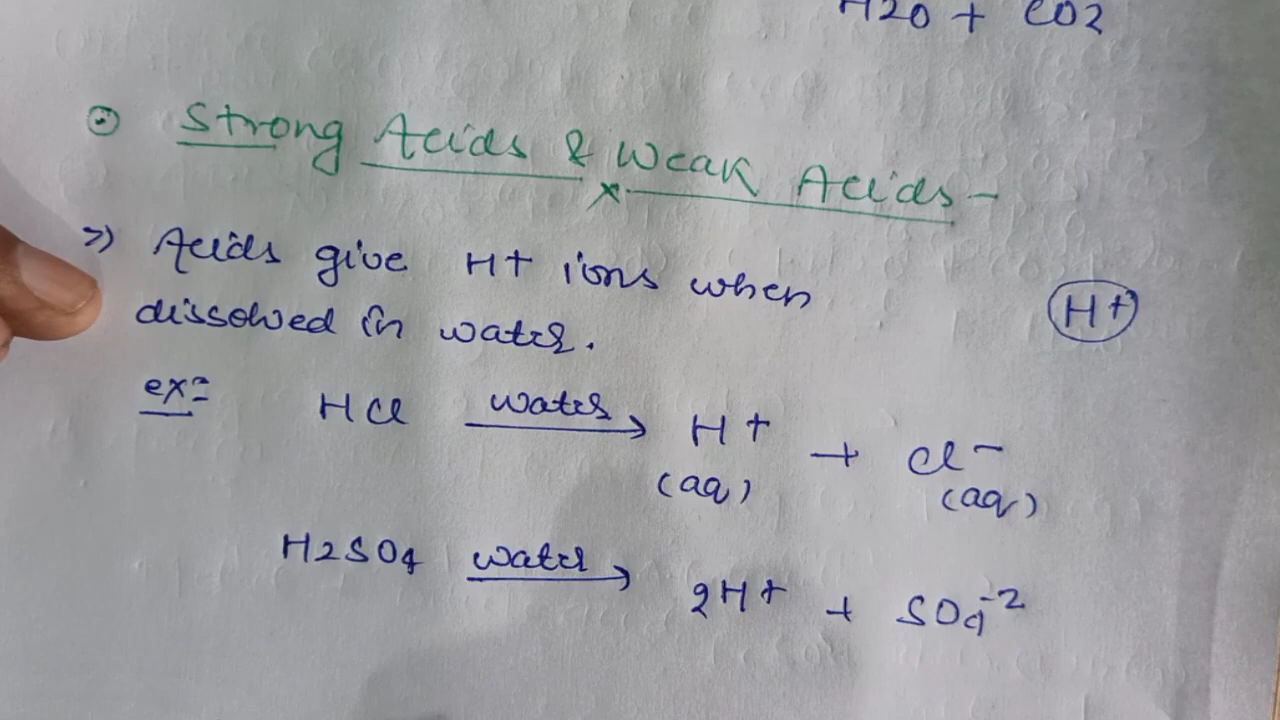 H2O + CO2
⊙ Strong Acids & Weak Acids -
=>) Acids give H+ ions when
dissolved in water.
H+
ex= HCl water→ H+ + Cl-
(aq) (aq)
H2SO4 water→ 2H+ + SO4-2